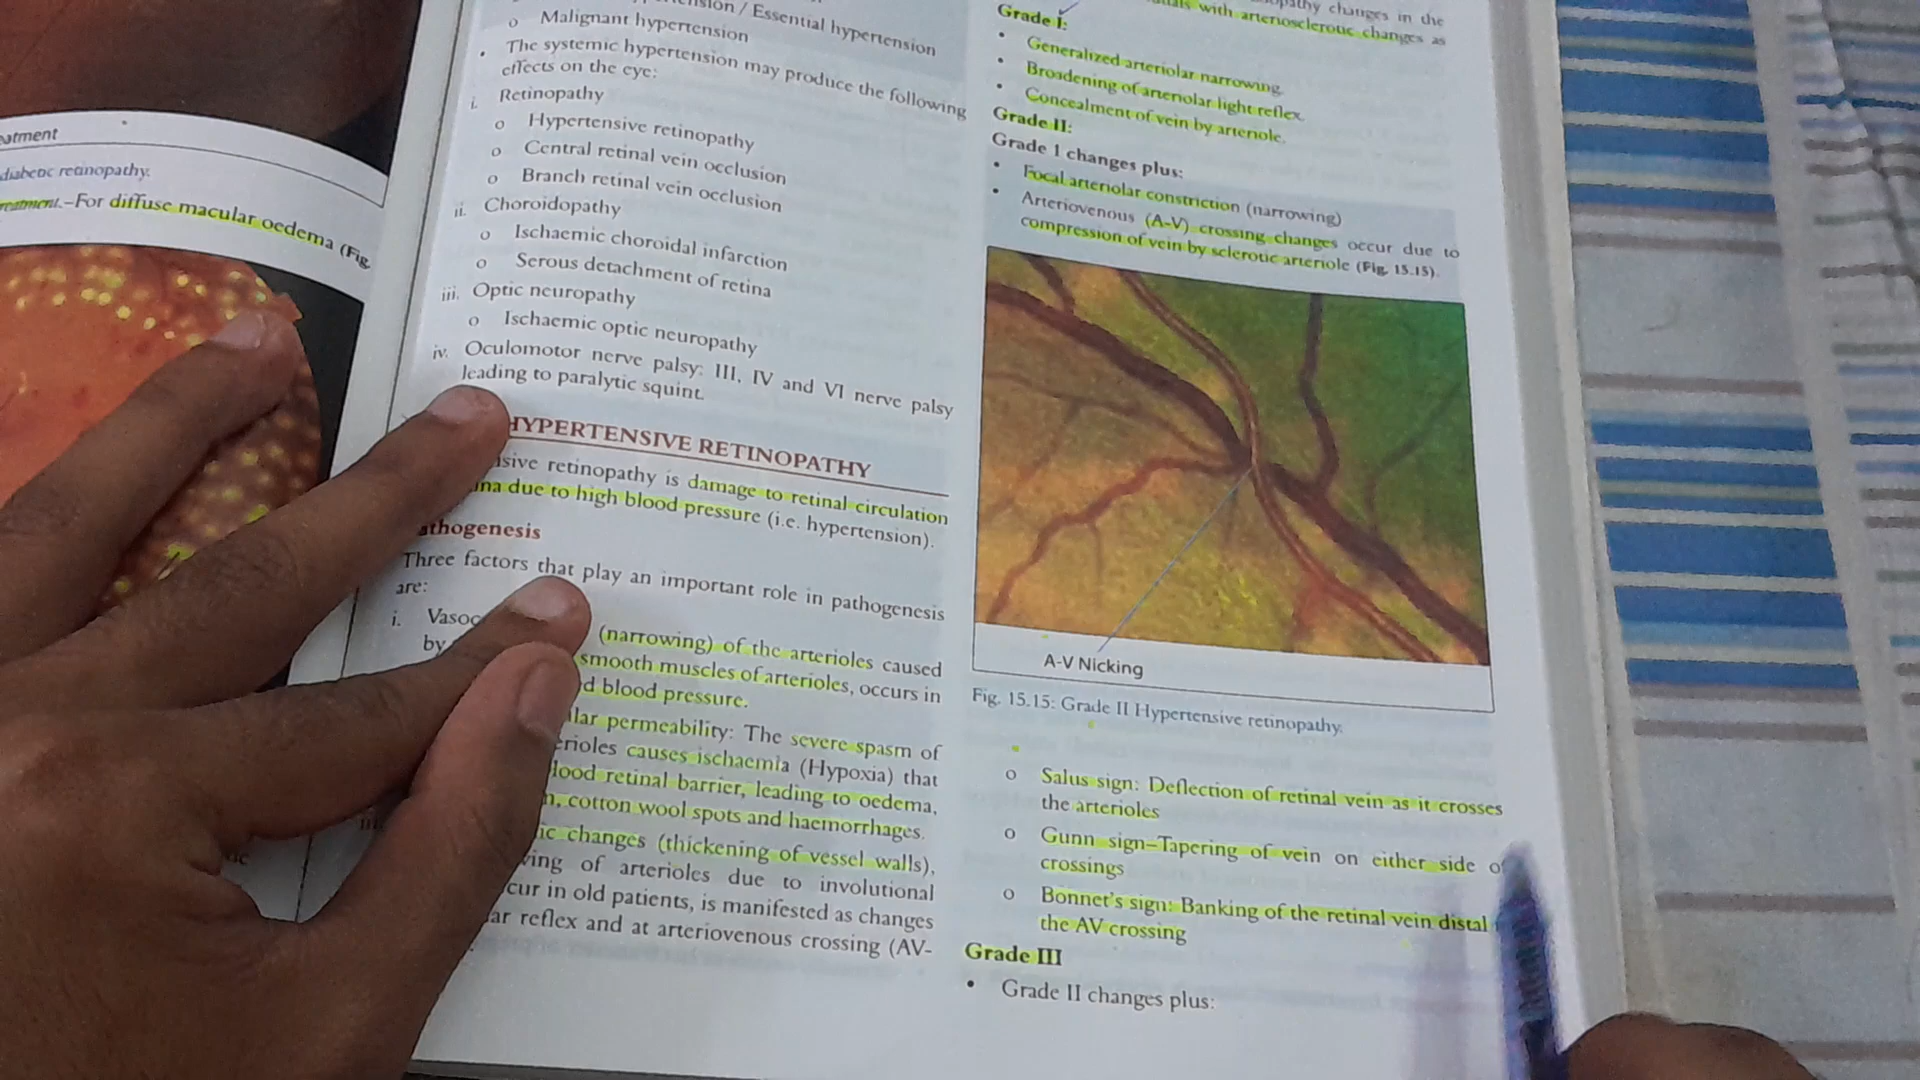 eatment
diabetic retinopathy.
reatment.–For diffuse macular oedema (Fig.
/ Essential hypertension
o Malignant hypertension
• The systemic hypertension may produce the following
effects on the eye:
i. Retinopathy
o Hypertensive retinopathy
o Central retinal vein occlusion
o Branch retinal vein occlusion
ii. Choroidopathy
o Ischaemic choroidal infarction
o Serous detachment of retina
iii. Optic neuropathy
o Ischaemic optic neuropathy
iv. Oculomotor nerve palsy: III, IV and VI nerve palsy
leading to paralytic squint.
HYPERTENSIVE RETINOPATHY
nsive retinopathy is damage to retinal circulation
ina due to high blood pressure (i.e. hypertension).
athogenesis
Three factors that play an important role in pathogenesis
are:
i. Vasoc (narrowing) of the arterioles caused
by smooth muscles of arterioles, occurs in
d blood pressure.
lar permeability: The severe spasm of
erioles causes ischaemia (Hypoxia) that
lood retinal barrier, leading to oedema,
n, cotton wool spots and haemorrhages.
iii. ic changes (thickening of vessel walls),
ving of arterioles due to involutional
cur in old patients, is manifested as changes
ar reflex and at arteriovenous crossing (AV-
changes in the
with arteriosclerotic changes as
Grade I:
• Generalized arteriolar narrowing.
• Broadening of arteriolar light reflex.
• Concealment of vein by arteriole.
Grade II:
Grade 1 changes plus:
• Focal arteriolar constriction (narrowing)
• Arteriovenous (A-V) crossing changes occur due to
compression of vein by sclerotic arteriole (Fig. 15.15).
A-V Nicking
Fig. 15.15: Grade II Hypertensive retinopathy.
o Salus sign: Deflection of retinal vein as it crosses
the arterioles
o Gunn sign–Tapering of vein on either side of
crossings
o Bonnet's sign: Banking of the retinal vein distal
the AV crossing
Grade III
• Grade II changes plus: